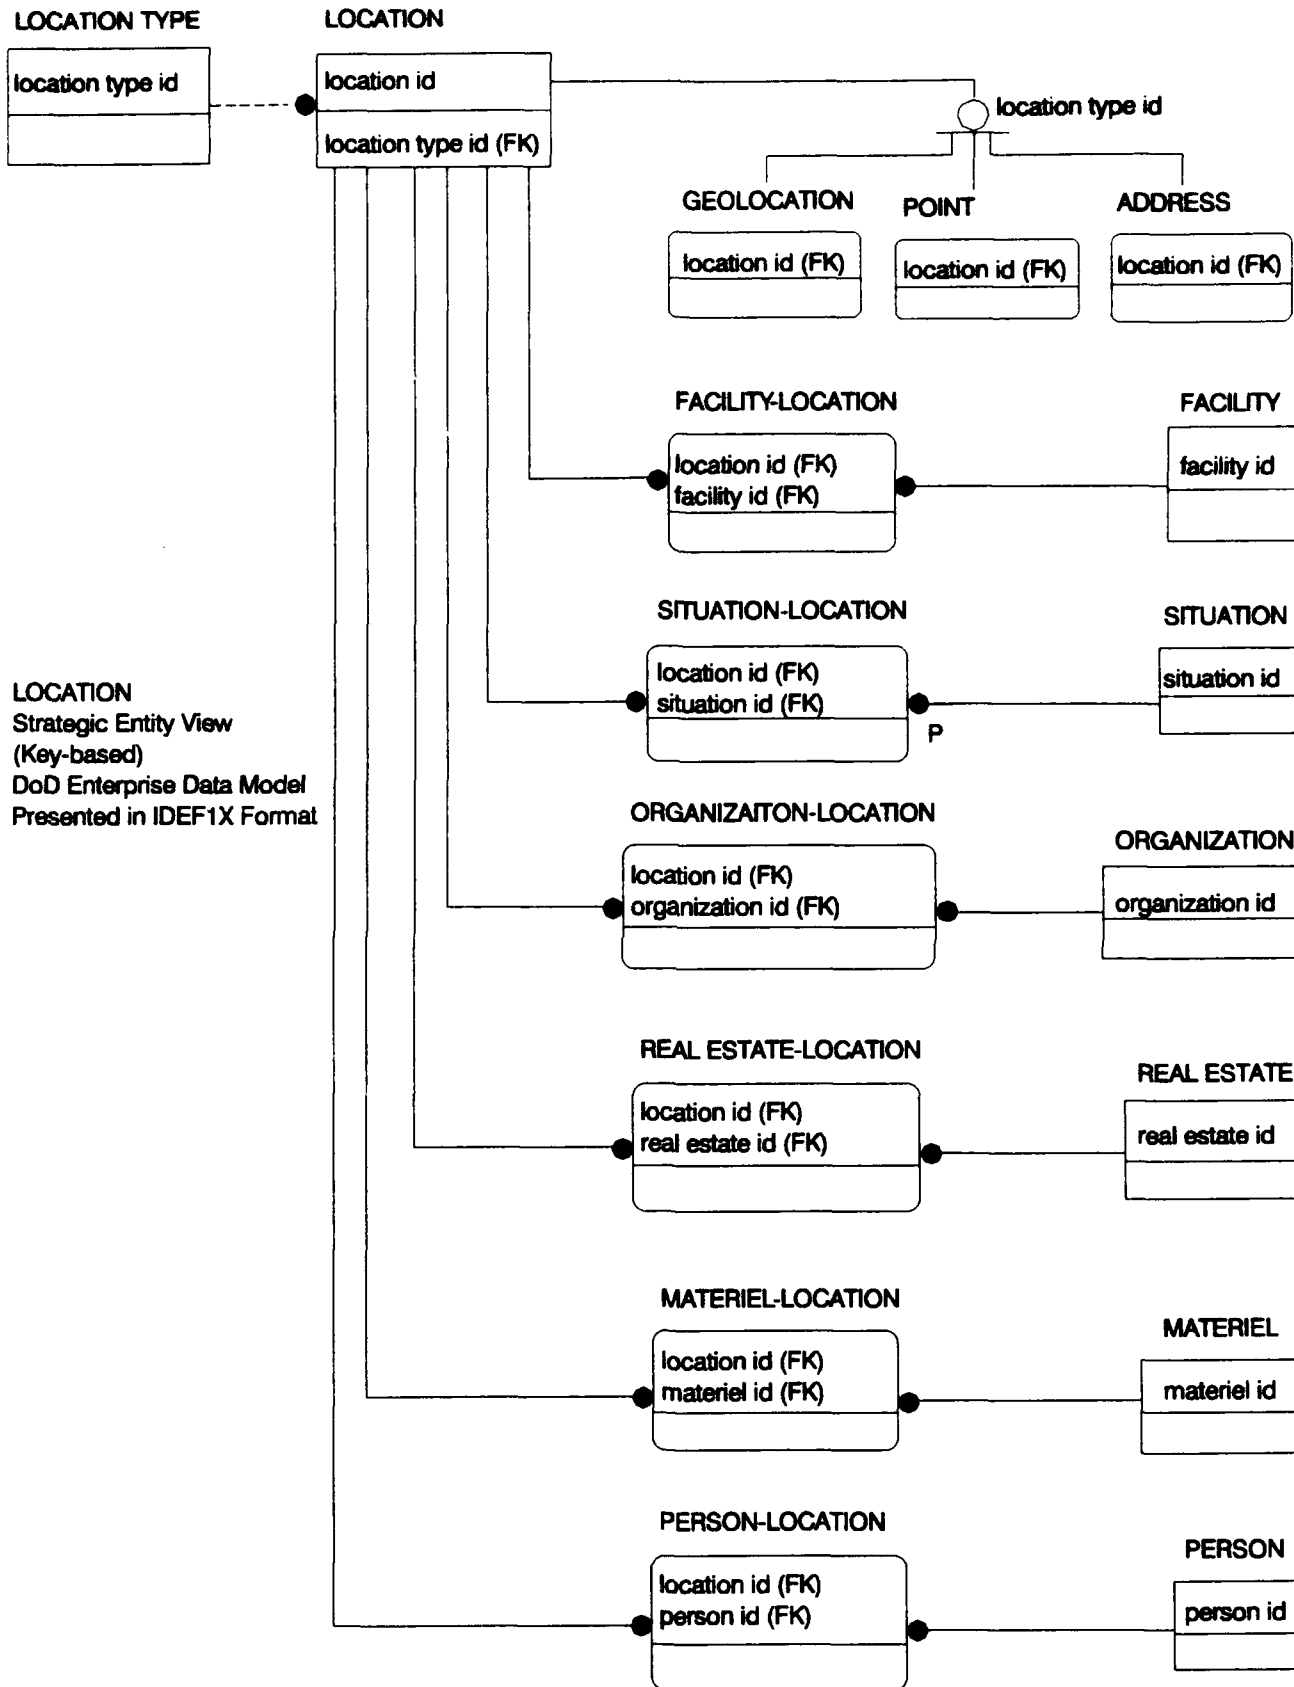 LOCATION TYPE
location type id
LOCATION
location id
location type id (FK)
location type id
GEOLOCATION
location id (FK)
POINT
location id (FK)
ADDRESS
location id (FK)
FACILITY-LOCATION
location id (FK)
facility id (FK)
FACILITY
facility id
SITUATION-LOCATION
location id (FK)
situation id (FK)
P
SITUATION
situation id
LOCATION
Strategic Entity View
(Key-based)
DoD Enterprise Data Model
Presented in IDEF1X Format
ORGANIZAITON-LOCATION
location id (FK)
organization id (FK)
ORGANIZATION
organization id
REAL ESTATE-LOCATION
location id (FK)
real estate id (FK)
REAL ESTATE
real estate id
MATERIEL-LOCATION
location id (FK)
materiel id (FK)
MATERIEL
materiel id
PERSON-LOCATION
location id (FK)
person id (FK)
PERSON
person id